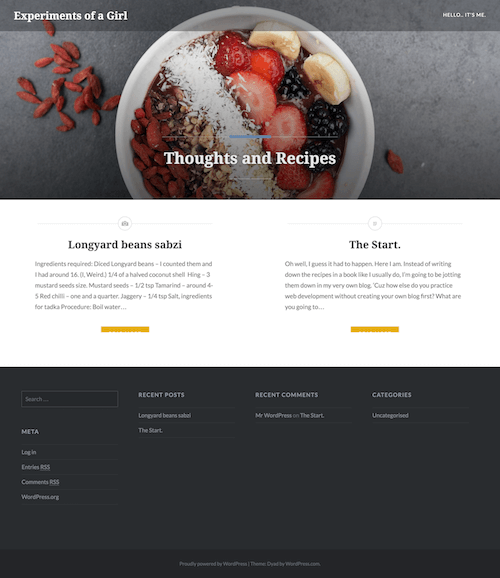 Experiments of a Girl
HELLO.. IT'S ME.
Thoughts and Recipes
Longyard beans sabzi
Ingredients required: Diced Longyard beans – I counted them and
I had around 16. (I, Weird.) 1/4 of a halved coconut shell Hing – 3
mustard seeds size. Mustard seeds – 1/2 tsp Tamarind – around 4-
5 Red chilli – one and a quarter. Jaggery – 1/4 tsp Salt, ingredients
for tadka Procedure: Boil water…
The Start.
Oh well, I guess it had to happen. Here I am. Instead of writing
down the recipes in a book like I usually do, I'm going to be jotting
them down in my very own blog. 'Cuz how else do you practice
web development without creating your own blog first? What are
you going to…
Search …
META
Log in
Entries RSS
Comments RSS
WordPress.org
RECENT POSTS
Longyard beans sabzi
The Start.
RECENT COMMENTS
Mr WordPress on The Start.
CATEGORIES
Uncategorised
Proudly powered by WordPress | Theme: Dyad by WordPress.com.